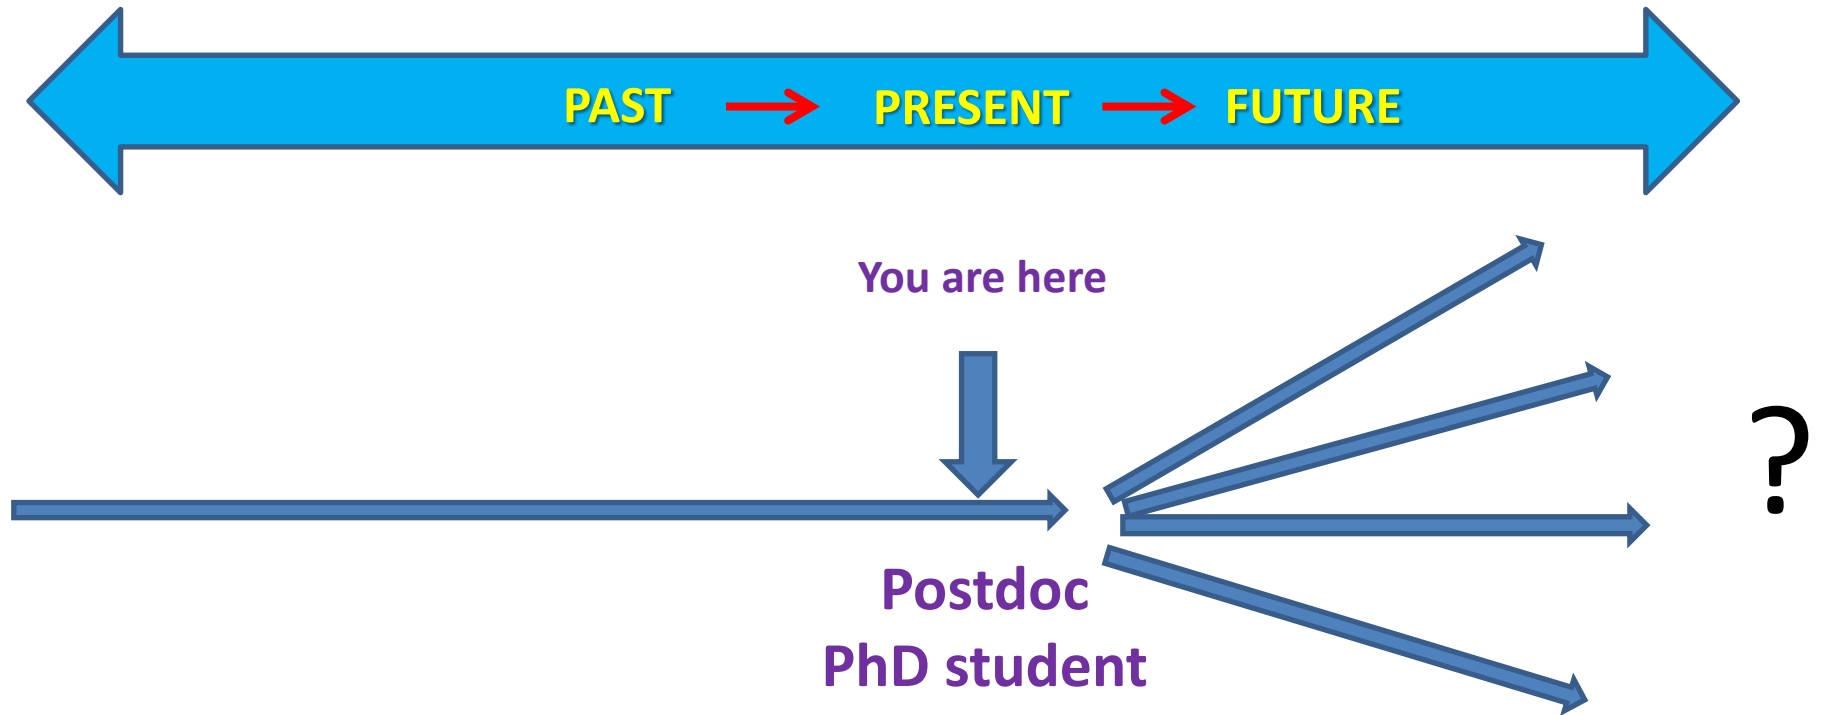 PAST PRESENT FUTURE
You are here
?
Postdoc
PhD student